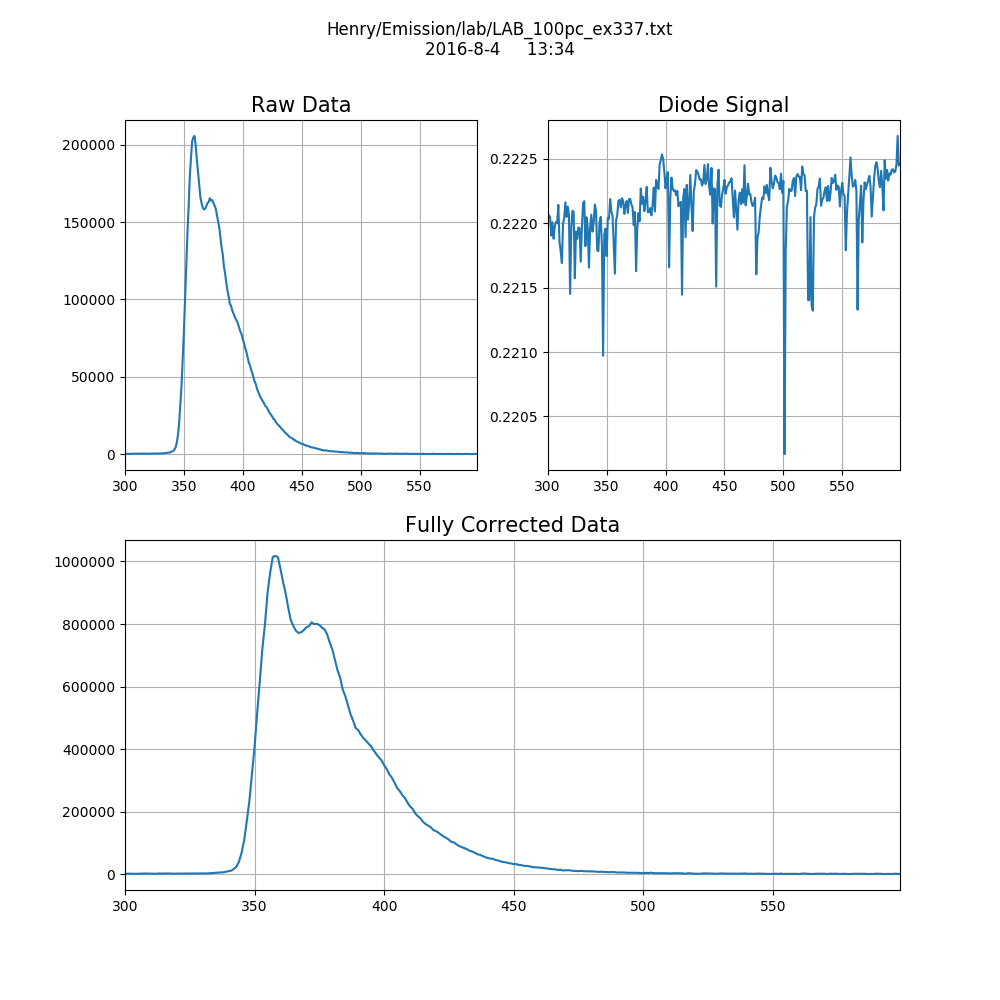 Henry/Emission/lab/LAB_100pc_ex337.txt
2016-8-4 13:34
Raw Data
Diode Signal
200000
150000
100000
50000
0
300 350 400 450 500 550
0.2225
0.2220
0.2215
0.2210
0.2205
300 350 400 450 500 550
Fully Corrected Data
1000000
800000
600000
400000
200000
0
300 350 400 450 500 550